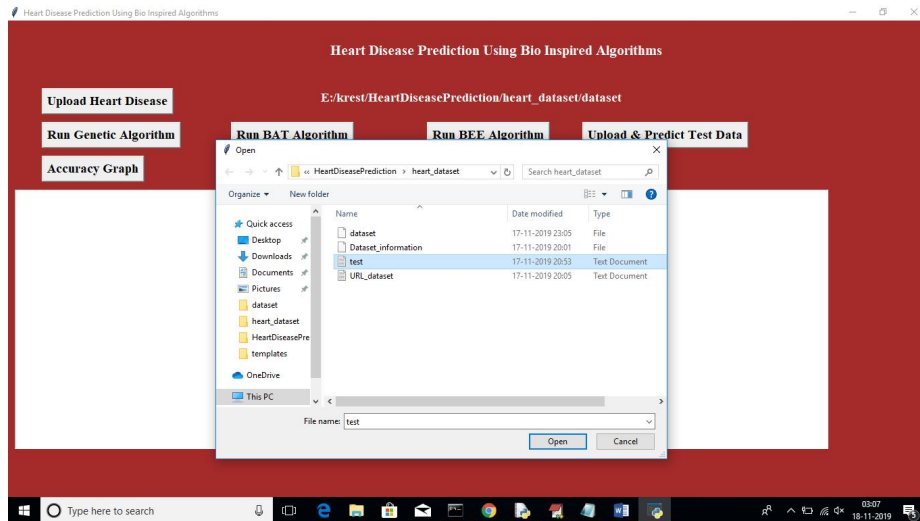 Heart Disease Prediction Using Bio Inspired Algorithms
Heart Disease Prediction Using Bio Inspired Algorithms
Upload Heart Disease
E:/krest/HeartDiseasePrediction/heart_dataset/dataset
Run Genetic Algorithm
Run BAT Algorithm
Run BEE Algorithm
Upload & Predict Test Data
Accuracy Graph
Open
« HeartDiseasePrediction > heart_dataset
Search heart_dataset
Organize
New folder
Name
Date modified
Type
Quick access
Desktop
Downloads
Documents
Pictures
dataset
heart_dataset
HeartDiseasePre
templates
OneDrive
This PC
dataset 17-11-2019 23:05 File
Dataset_information 17-11-2019 20:01 File
test 17-11-2019 20:53 Text Document
URL_dataset 17-11-2019 20:05 Text Document
File name: test
Open
Cancel
Type here to search
03:07
18-11-2019